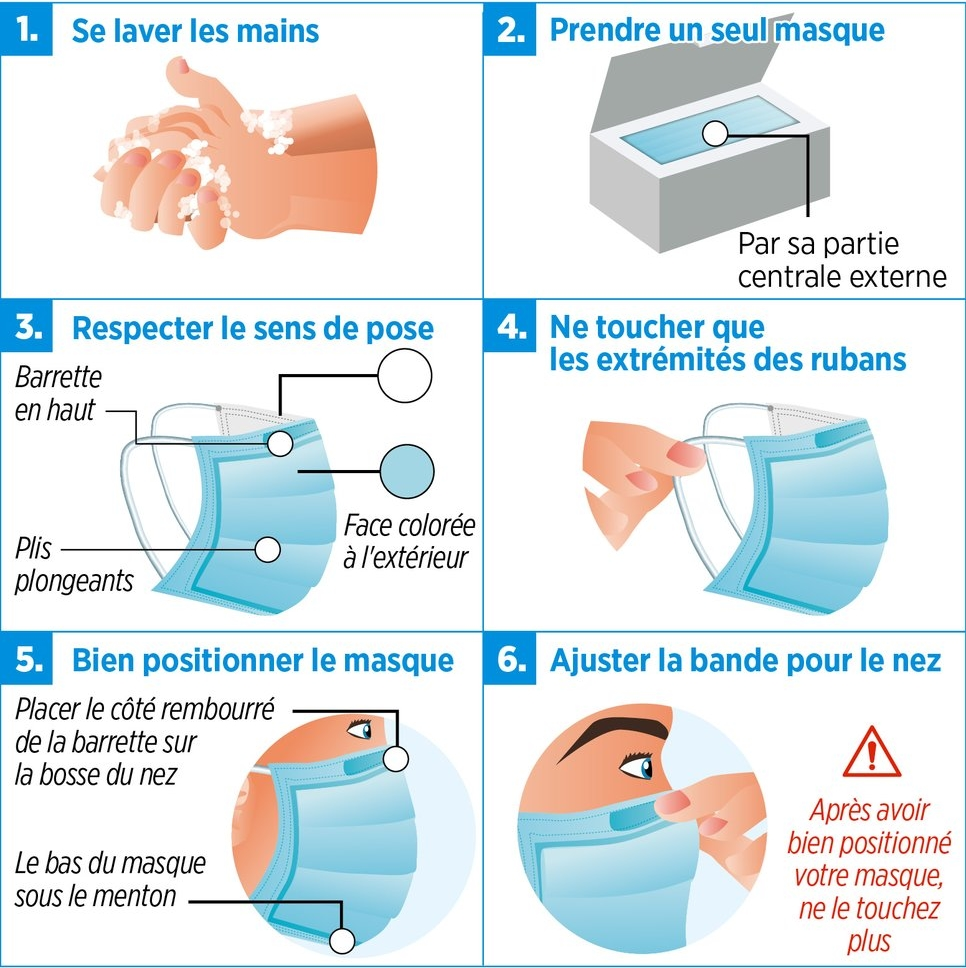 1. Se laver les mains
2. Prendre un seul masque
Par sa partie
centrale externe
3. Respecter le sens de pose
Barrette
en haut
Face colorée
à l'extérieur
Plis
plongeants
4. Ne toucher que
les extrémités des rubans
5. Bien positionner le masque
Placer le côté rembourré
de la barrette sur
la bosse du nez
Le bas du masque
sous le menton
6. Ajuster la bande pour le nez
!
Après avoir
bien positionné
votre masque,
ne le touchez
plus